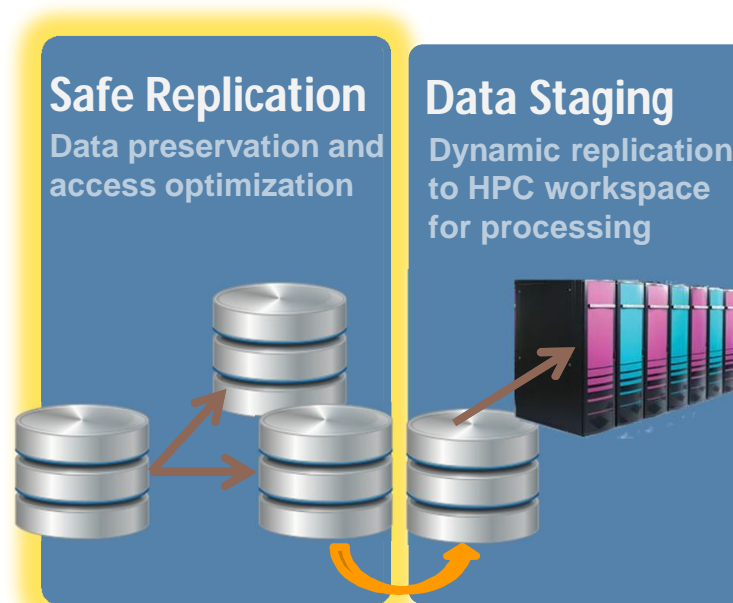 Safe Replication
Data preservation and
access optimization
Data Staging
Dynamic replication
to HPC workspace
for processing